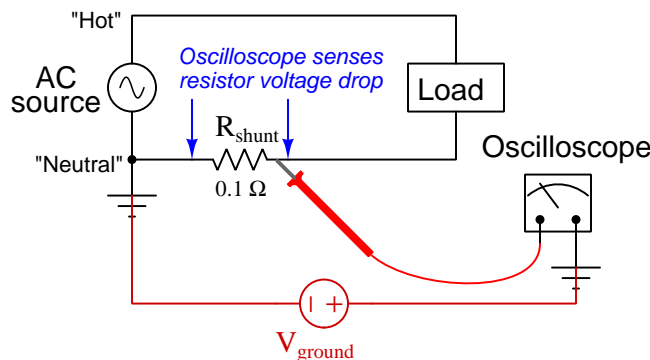 "Hot"
Oscilloscope senses
resistor voltage drop
AC
source
Load
R_shunt
"Neutral"
0.1 Ω
Oscilloscope
V_ground